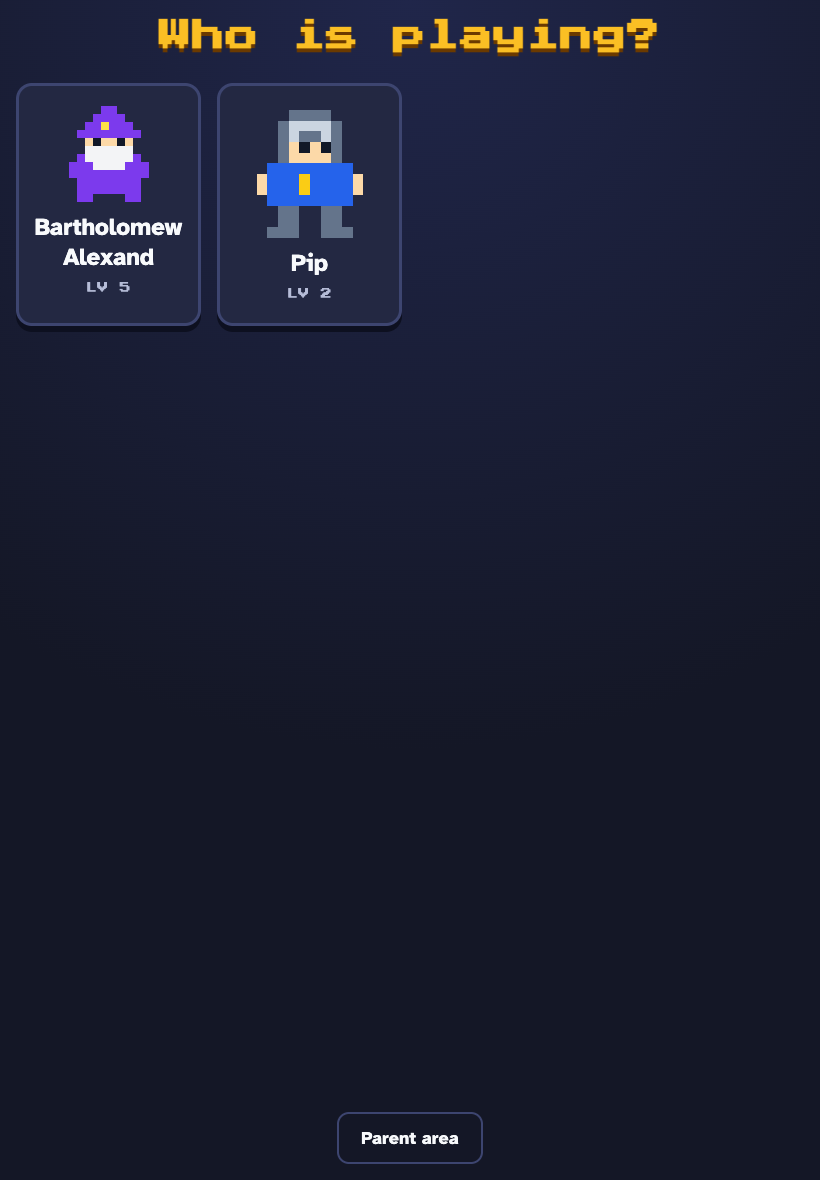 Who is playing?
Bartholomew
Alexand
LV 5
Pip
LV 2
Parent area